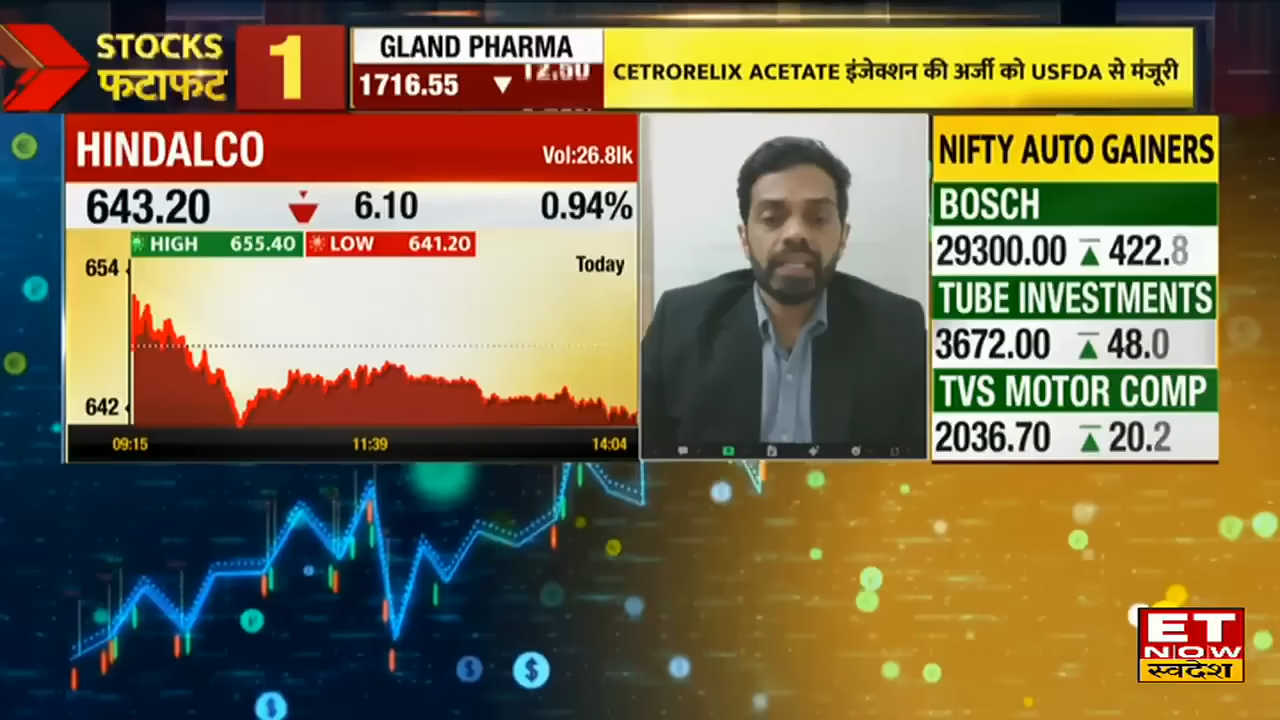 STOCKS
फटाफट
1
GLAND PHARMA
1716.55 ▼ 12.60
CETRORELIX ACETATE इंजेक्शन की अर्जी को USFDA से मंजूरी
HINDALCO
Vol:26.8lk
643.20 6.10 0.94%
HIGH 655.40 LOW 641.20
Today
654
642
09:15 11:39 14:04
NIFTY AUTO GAINERS
BOSCH
29300.00 ▲ 422.8
TUBE INVESTMENTS
3672.00 ▲ 48.0
TVS MOTOR COMP
2036.70 ▲ 20.2
ET
NOW
स्वदेश